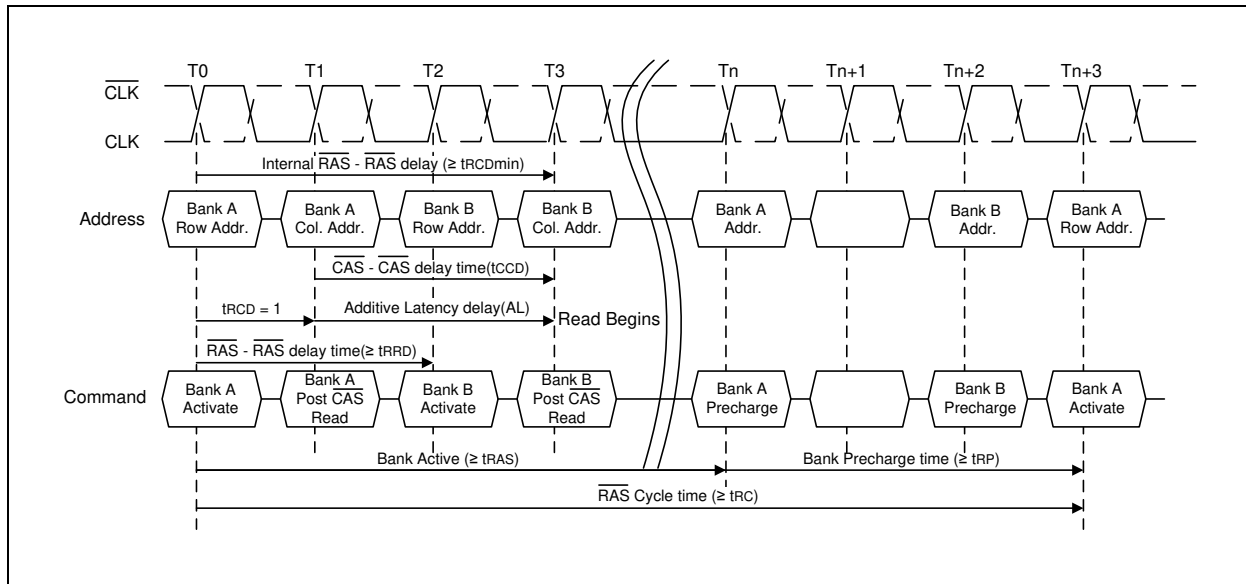 T0 T1 T2 T3 Tn Tn+1 Tn+2 Tn+3
CLK
CLK
Internal RAS - RAS delay (≥ tRCDmin)
Address
Bank A
Row Addr.
Bank A
Col. Addr.
Bank B
Row Addr.
Bank B
Col. Addr.
Bank A
Addr.
Bank B
Addr.
Bank A
Row Addr.
CAS - CAS delay time(tCCD)
tRCD = 1
Additive Latency delay(AL)
Read Begins
RAS - RAS delay time(≥ tRRD)
Command
Bank A
Activate
Bank A
Post CAS
Read
Bank B
Activate
Bank B
Post CAS
Read
Bank A
Precharge
Bank B
Precharge
Bank A
Activate
Bank Active (≥ tRAS)
Bank Precharge time (≥ tRP)
RAS Cycle time (≥ tRC)